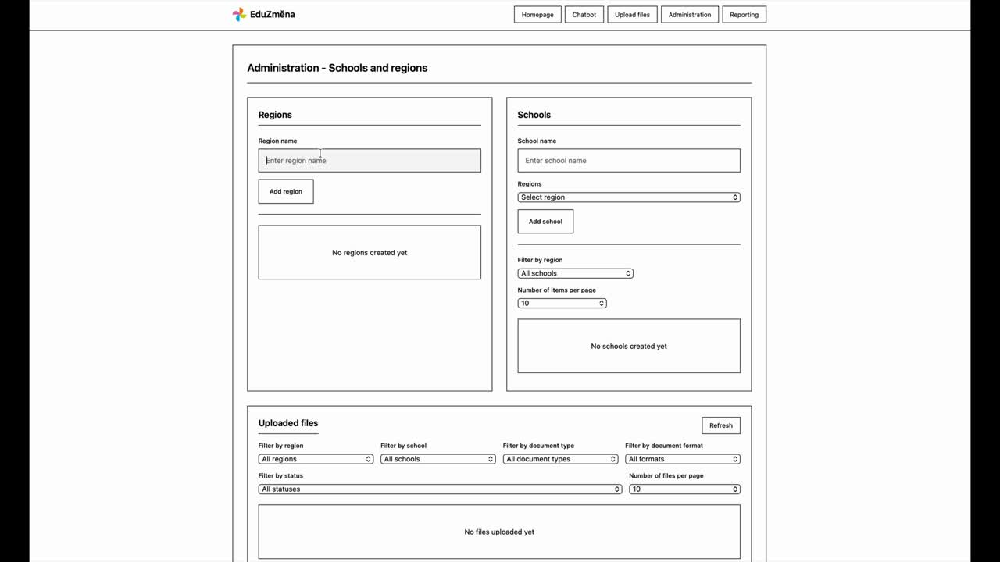 EduZměna
Homepage
Chatbot
Upload files
Administration
Reporting
Administration - Schools and regions
Regions
Region name
Enter region name
Add region
No regions created yet
Schools
School name
Enter school name
Regions
Select region
Add school
Filter by region
All schools
Number of items per page
10
No schools created yet
Uploaded files
Refresh
Filter by region
Filter by school
Filter by document type
Filter by document format
All regions
All schools
All document types
All formats
Filter by status
Number of files per page
All statuses
10
No files uploaded yet